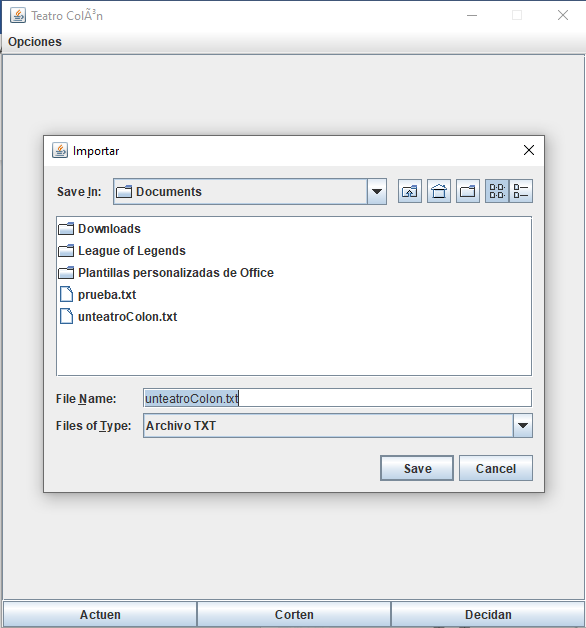 Teatro ColÃ³n
Opciones
Importar
Save In: Documents
Downloads
League of Legends
Plantillas personalizadas de Office
prueba.txt
unteatroColon.txt
File Name: unteatroColon.txt
Files of Type: Archivo TXT
Save Cancel
Actuen Corten Decidan